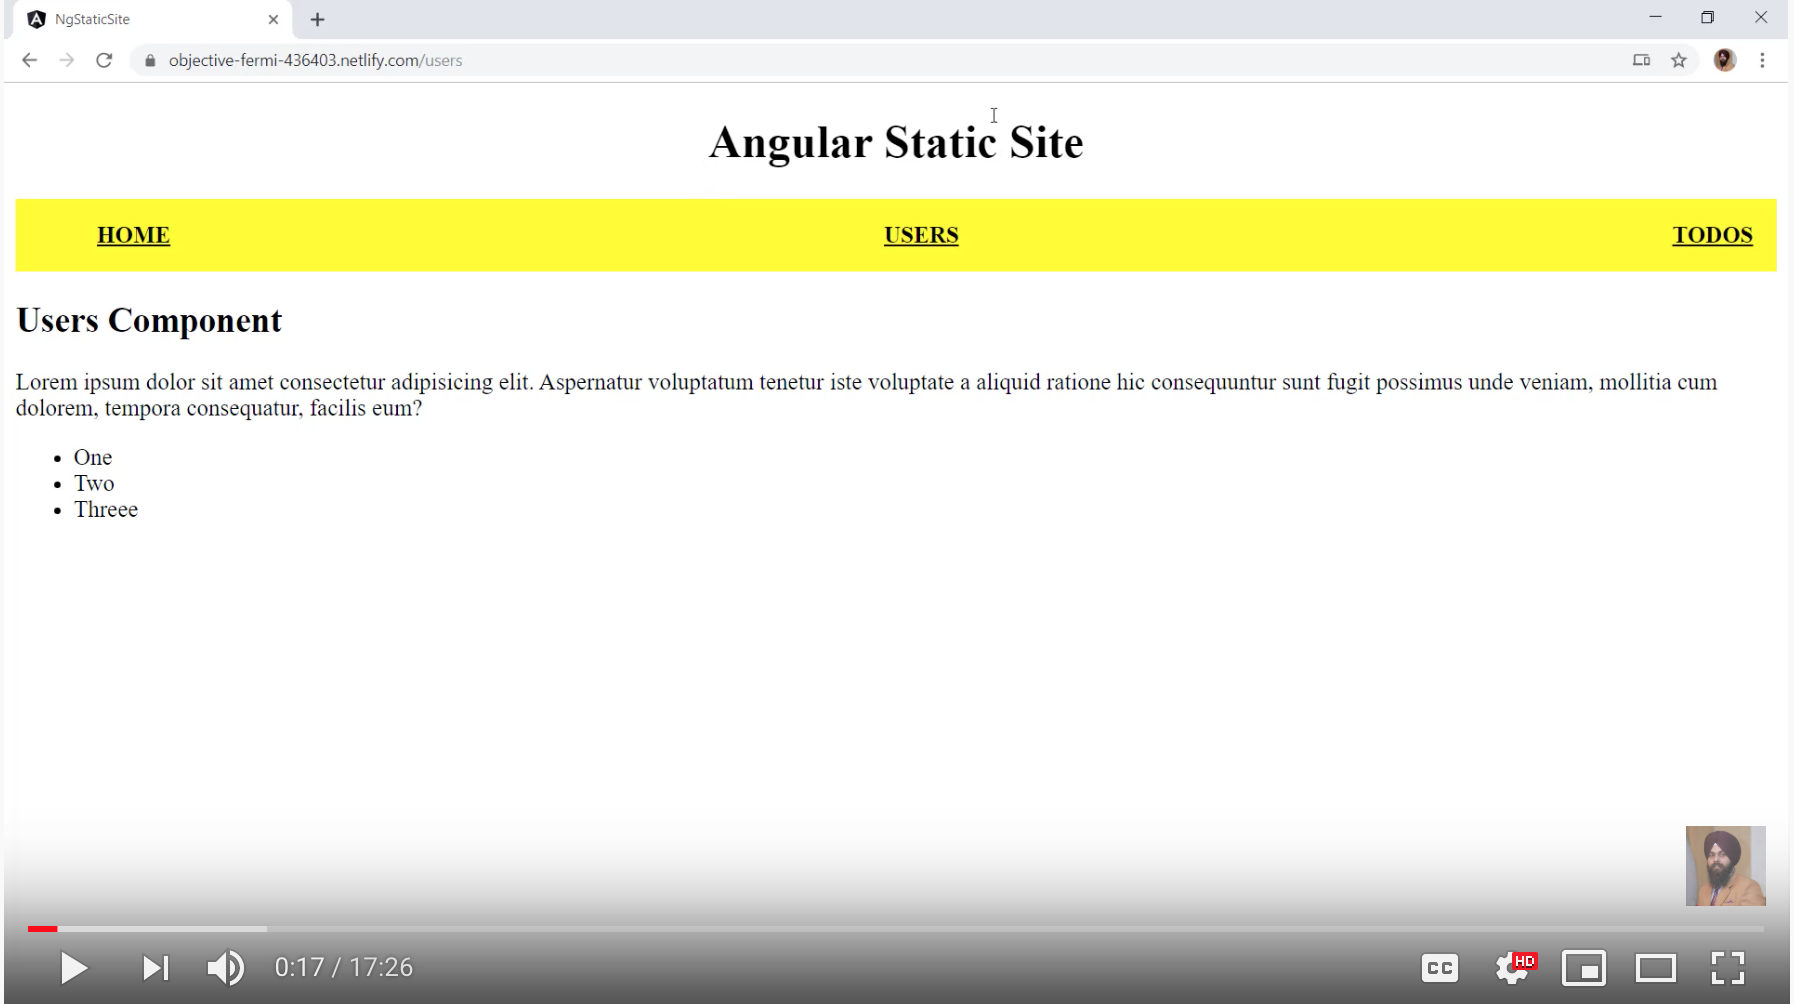 NgStaticSite
objective-fermi-436403.netlify.com/users
Angular Static Site
HOME USERS TODOS
Users Component
Lorem ipsum dolor sit amet consectetur adipisicing elit. Aspernatur voluptatum tenetur iste voluptate a aliquid ratione hic consequuntur sunt fugit possimus unde veniam, mollitia cum
dolorem, tempora consequatur, facilis eum?
One
Two
Threee
0:17 / 17:26 CC HD